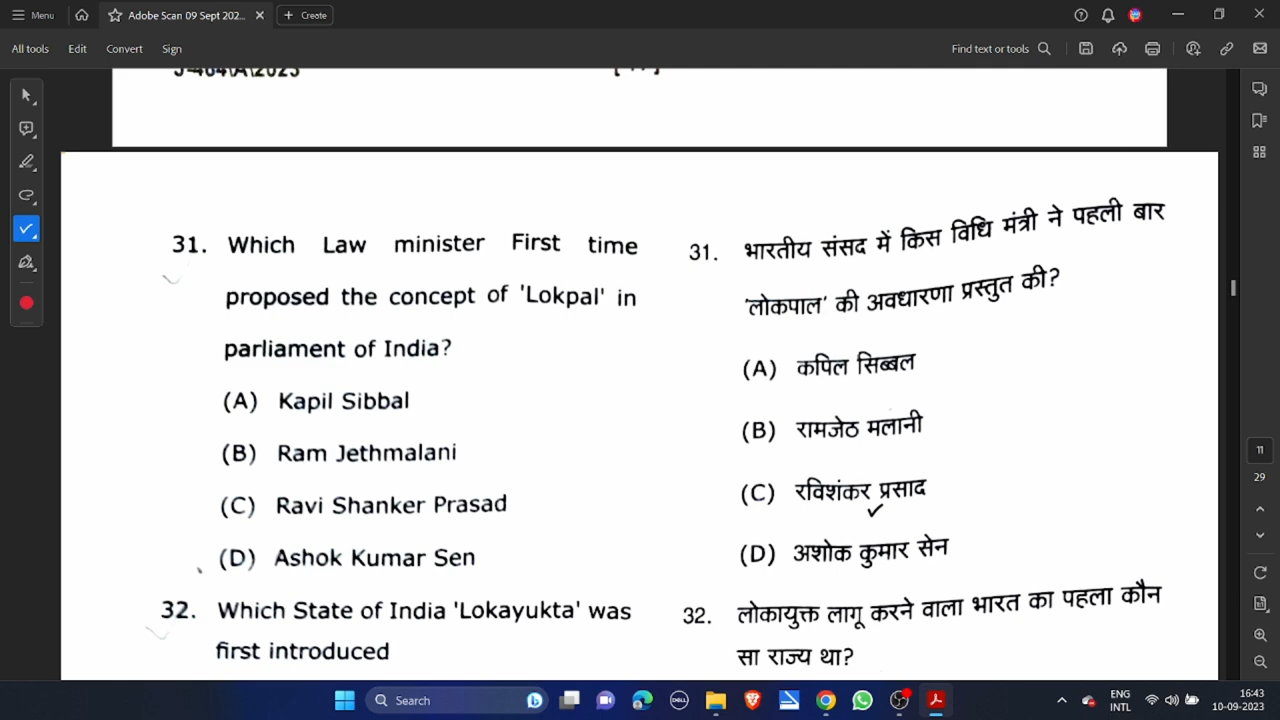 Menu
Adobe Scan 09 Sept 202...
Create
All tools
Edit
Convert
Sign
Find text or tools
J-464\A\2023
31. Which Law minister First time
proposed the concept of 'Lokpal' in
parliament of India?
(A) Kapil Sibbal
(B) Ram Jethmalani
(C) Ravi Shanker Prasad
(D) Ashok Kumar Sen
32. Which State of India 'Lokayukta' was
first introduced
31. भारतीय संसद में किस विधि मंत्री ने पहली बार
'लोकपाल' की अवधारणा प्रस्तुत की?
(A) कपिल सिब्बल
(B) रामजेठ मलानी
(C) रविशंकर प्रसाद
(D) अशोक कुमार सेन
32. लोकायुक्त लागू करने वाला भारत का पहला कौन
सा राज्य था?
11
29
Search
DELL
ENG
INTL
16:43
10-09-2023